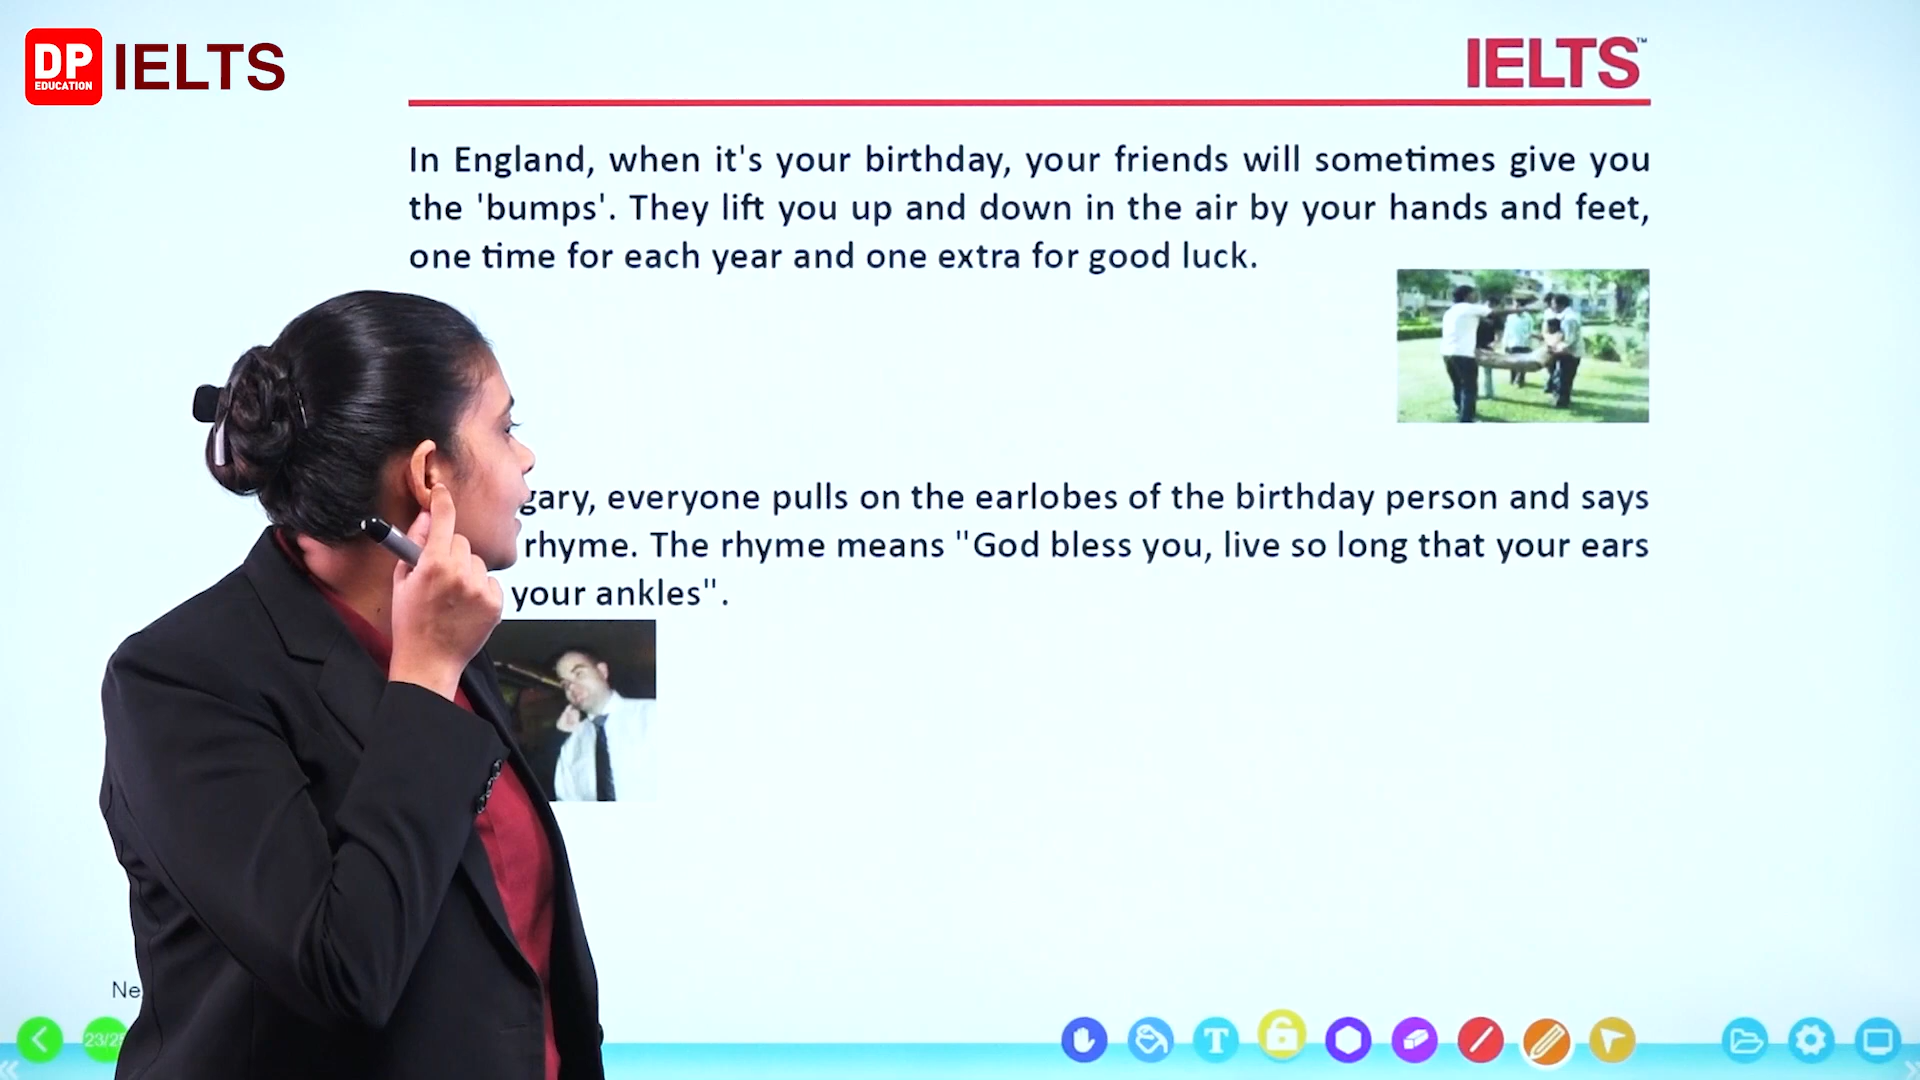 DP
EDUCATION
IELTS
IELTS™
In England, when it's your birthday, your friends will sometimes give you
the 'bumps'. They lift you up and down in the air by your hands and feet,
one time for each year and one extra for good luck.
everyone pulls on the earlobes of the birthday person and says
rhyme. The rhyme means "God bless you, live so long that your ears
your ankles".
T